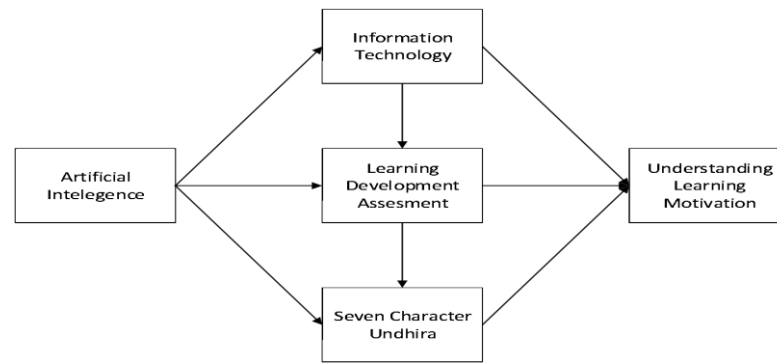 Information
Technology
Artificial
Intelegence
Learning
Development
Assesment
Understanding
Learning
Motivation
Seven Character
Undhira